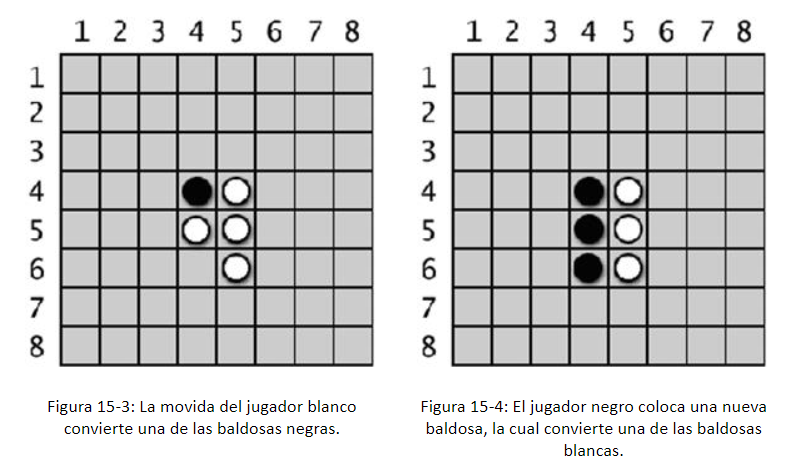 1 2 3 4 5 6 7 8
1
2
3
4
5
6
7
8
Figura 15-3: La movida del jugador blanco
convierte una de las baldosas negras.
1 2 3 4 5 6 7 8
1
2
3
4
5
6
7
8
Figura 15-4: El jugador negro coloca una nueva
baldosa, la cual convierte una de las baldosas
blancas.